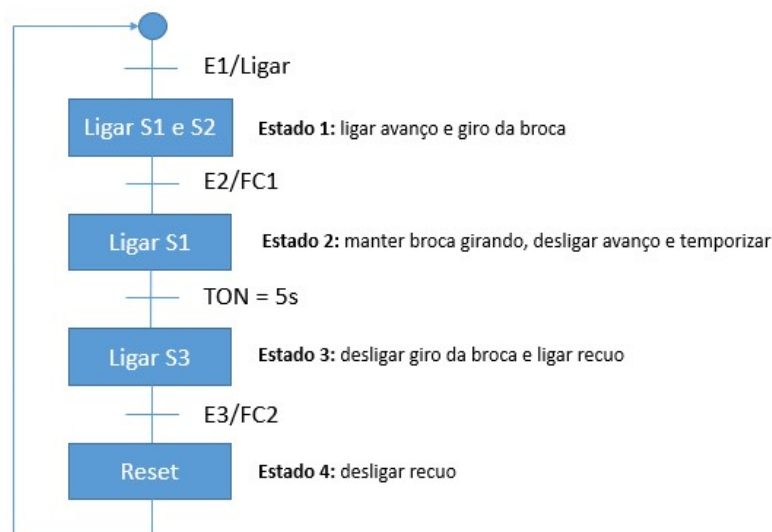 E1/Ligar
Ligar S1 e S2
Estado 1: ligar avanço e giro da broca
E2/FC1
Ligar S1
Estado 2: manter broca girando, desligar avanço e temporizar
TON = 5s
Ligar S3
Estado 3: desligar giro da broca e ligar recuo
E3/FC2
Reset
Estado 4: desligar recuo